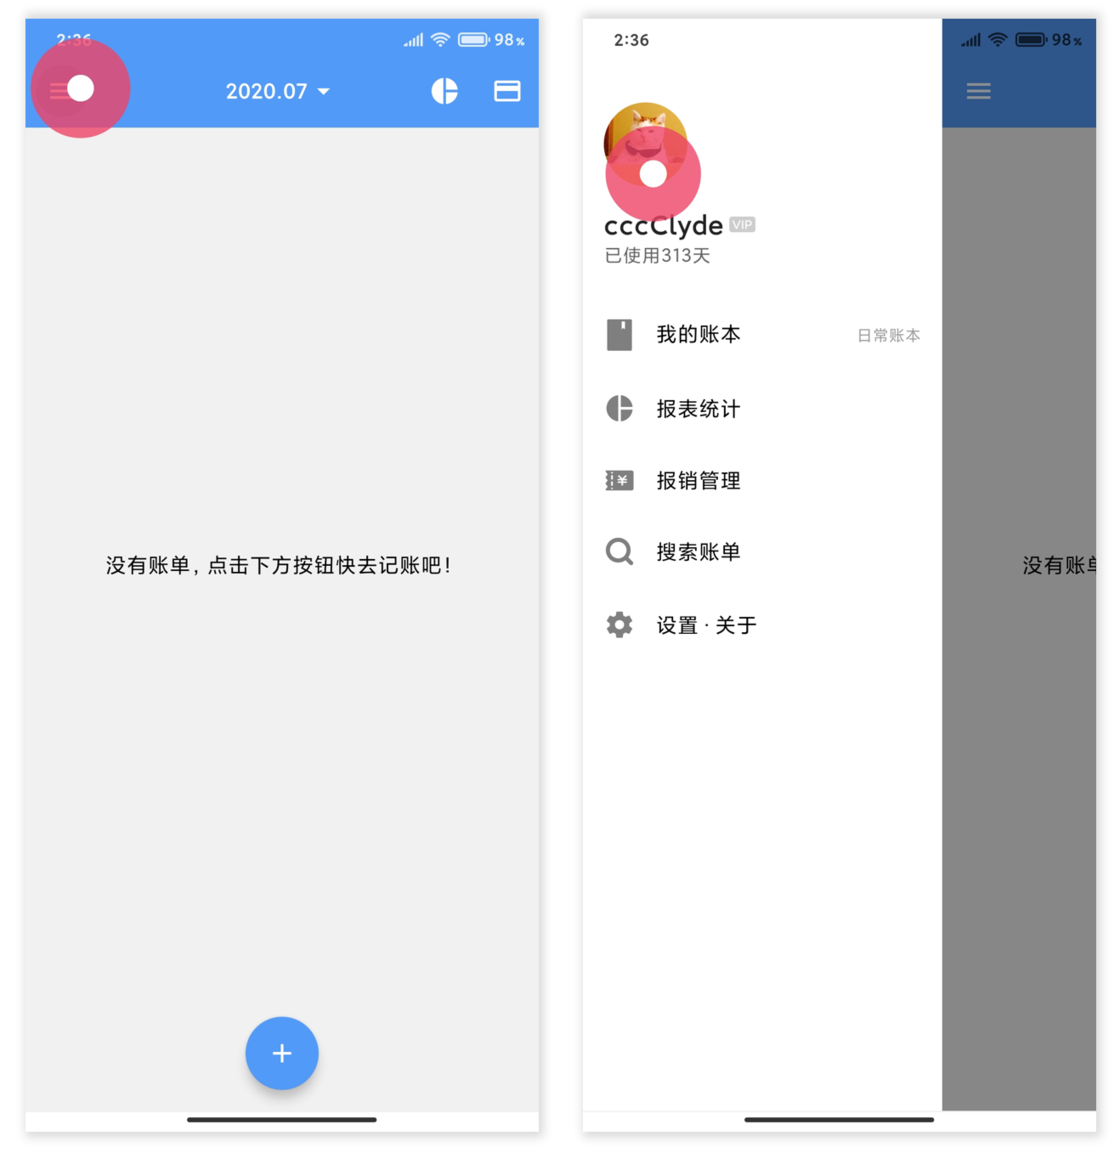 2:36
98%
2020.07
没有账单，点击下方按钮快去记账吧！
2:36
98%
cccClyde VIP
已使用313天
我的账本 日常账本
报表统计
报销管理
搜索账单
设置 · 关于
没有账单